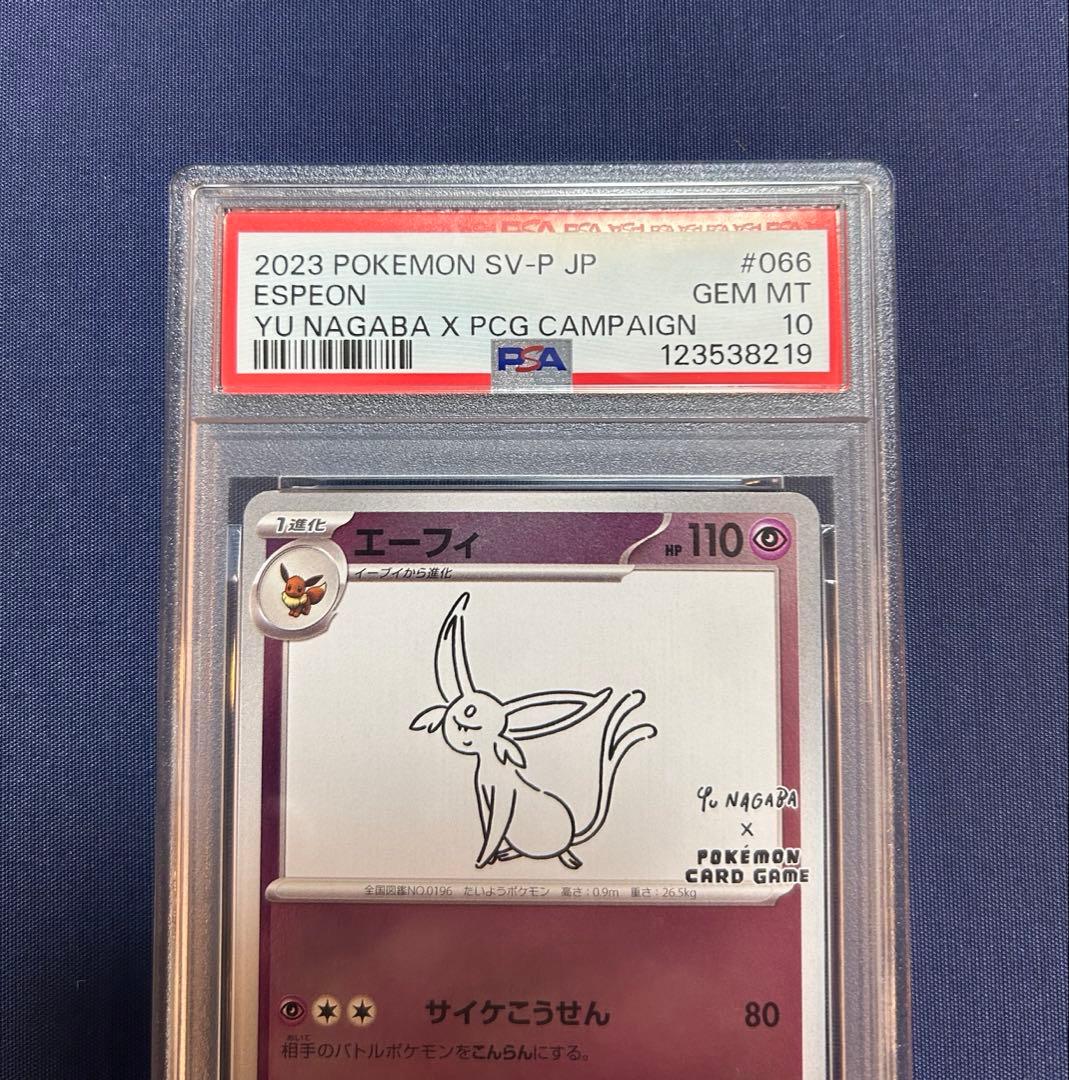 2023 POKEMON SV-P JP #066
ESPEON GEM MT
YU NAGABA X PCG CAMPAIGN 10
PSA 123538219
1進化
エーフィ
HP 110
イーブイから進化
YU NAGABA
X
POKÉMON
CARD GAME
全国図鑑NO.0196 たいようポケモン 高さ:0.9m 重さ:26.5kg
サイケこうせん 80
あいて
相手のバトルポケモンをこんらんにする。